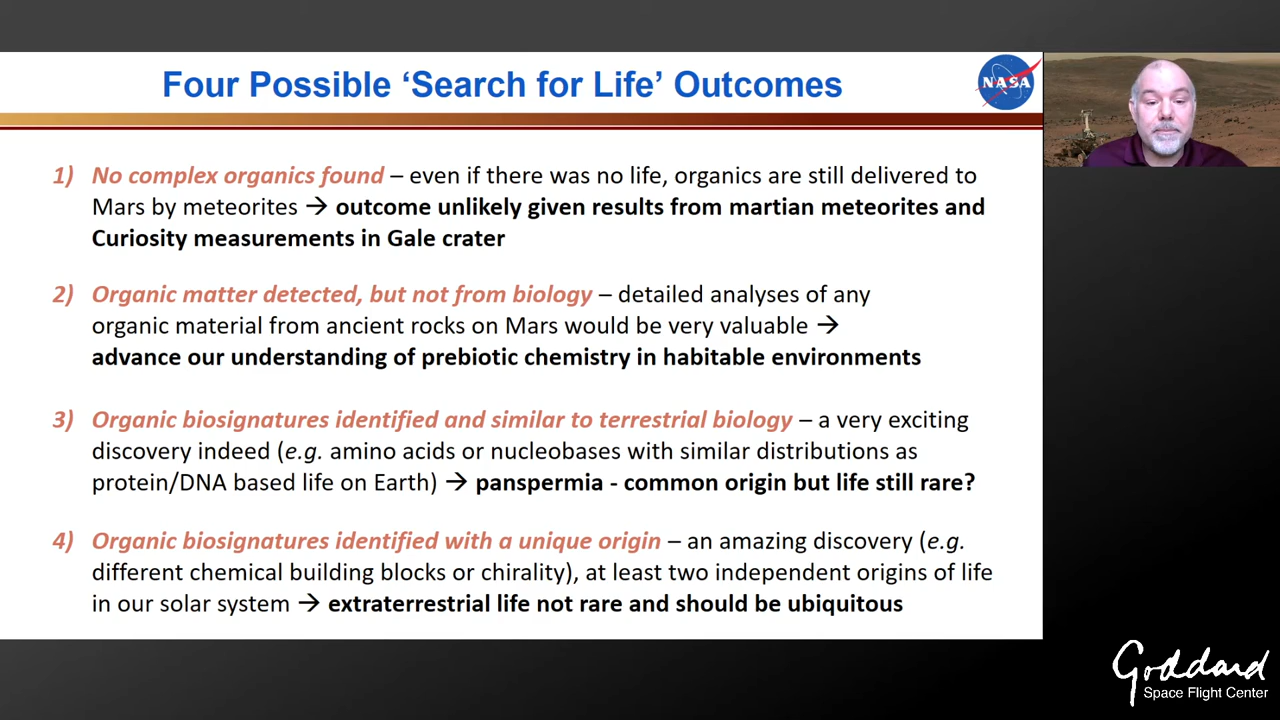 Four Possible ‘Search for Life’ Outcomes
NASA
1) No complex organics found – even if there was no life, organics are still delivered to
Mars by meteorites → outcome unlikely given results from martian meteorites and
Curiosity measurements in Gale crater
2) Organic matter detected, but not from biology – detailed analyses of any
organic material from ancient rocks on Mars would be very valuable →
advance our understanding of prebiotic chemistry in habitable environments
3) Organic biosignatures identified and similar to terrestrial biology – a very exciting
discovery indeed (e.g. amino acids or nucleobases with similar distributions as
protein/DNA based life on Earth) → panspermia - common origin but life still rare?
4) Organic biosignatures identified with a unique origin – an amazing discovery (e.g.
different chemical building blocks or chirality), at least two independent origins of life
in our solar system → extraterrestrial life not rare and should be ubiquitous
Goddard
Space Flight Center